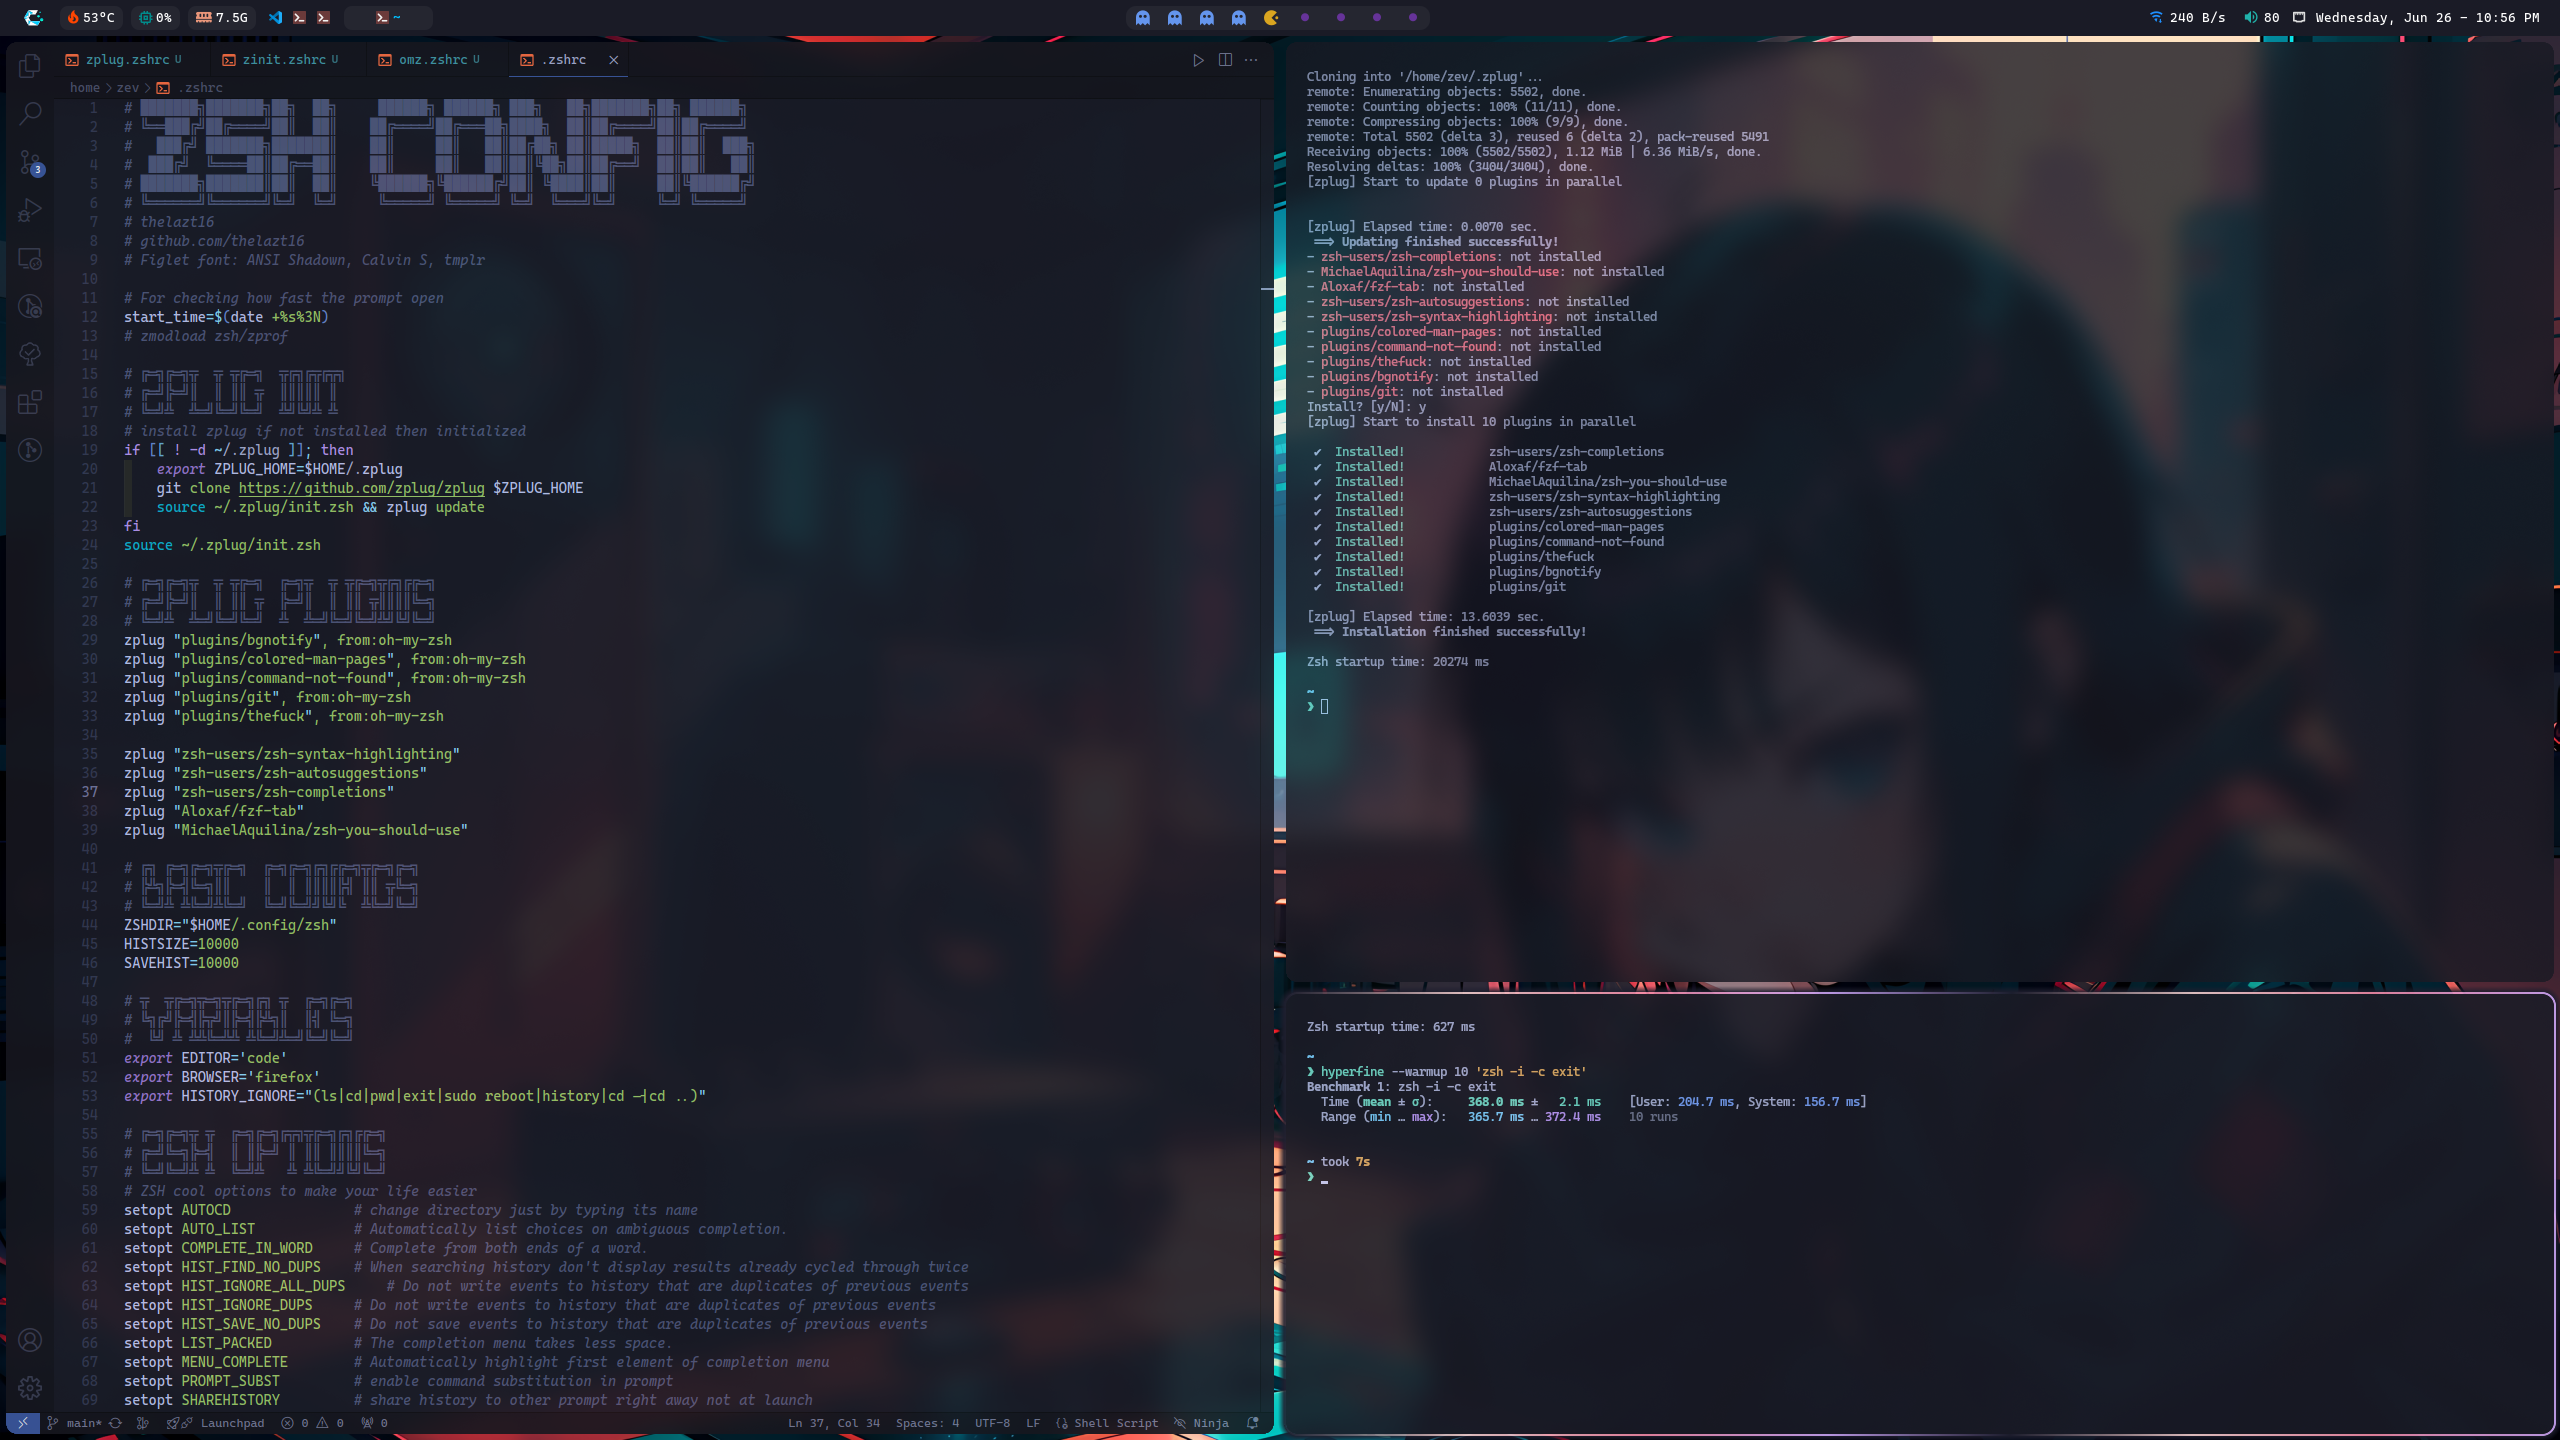 53°C 0% 7.5G ~
240 B/s 80 Wednesday, Jun 26 - 10:56 PM
zplug.zshrc U zinit.zshrc U omz.zshrc U .zshrc
home > zev > .zshrc
3
1 # ZSH CONFIG
2 #
3 #
4 #
5 #
6 #
7 # thelazt16
8 # github.com/thelazt16
9 # Figlet font: ANSI Shadown, Calvin S, tmplr
10
11 # For checking how fast the prompt open
12 start_time=$(date +%s%3N)
13 # zmodload zsh/zprof
14
15 # ZPLUG INIT
16 #
17 #
18 # install zplug if not installed then initialized
19 if [[ ! -d ~/.zplug ]]; then
20 export ZPLUG_HOME=$HOME/.zplug
21 git clone https://github.com/zplug/zplug $ZPLUG_HOME
22 source ~/.zplug/init.zsh && zplug update
23 fi
24 source ~/.zplug/init.zsh
25
26 # ZPLUG PLUGINS
27 #
28 #
29 zplug "plugins/bgnotify", from:oh-my-zsh
30 zplug "plugins/colored-man-pages", from:oh-my-zsh
31 zplug "plugins/command-not-found", from:oh-my-zsh
32 zplug "plugins/git", from:oh-my-zsh
33 zplug "plugins/thefuck", from:oh-my-zsh
34
35 zplug "zsh-users/zsh-syntax-highlighting"
36 zplug "zsh-users/zsh-autosuggestions"
37 zplug "zsh-users/zsh-completions"
38 zplug "Aloxaf/fzf-tab"
39 zplug "MichaelAquilina/zsh-you-should-use"
40
41 # BASIC CONFIGS
42 #
43 #
44 ZSHDIR="$HOME/.config/zsh"
45 HISTSIZE=10000
46 SAVEHIST=10000
47
48 # VARIABLES
49 #
50 #
51 export EDITOR='code'
52 export BROWSER='firefox'
53 export HISTORY_IGNORE="(ls|cd|pwd|exit|sudo reboot|history|cd -|cd ..)"
54
55 # ZSH OPTIONS
56 #
57 #
58 # ZSH cool options to make your life easier
59 setopt AUTOCD # change directory just by typing its name
60 setopt AUTO_LIST # Automatically list choices on ambiguous completion.
61 setopt COMPLETE_IN_WORD # Complete from both ends of a word.
62 setopt HIST_FIND_NO_DUPS # When searching history don't display results already cycled through twice
63 setopt HIST_IGNORE_ALL_DUPS # Do not write events to history that are duplicates of previous events
64 setopt HIST_IGNORE_DUPS # Do not write events to history that are duplicates of previous events
65 setopt HIST_SAVE_NO_DUPS # Do not save events to history that are duplicates of previous events
66 setopt LIST_PACKED # The completion menu takes less space.
67 setopt MENU_COMPLETE # Automatically highlight first element of completion menu
68 setopt PROMPT_SUBST # enable command substitution in prompt
69 setopt SHAREHISTORY # share history to other prompt right away not at launch
main* Launchpad 0 0 0 Ln 37, Col 34 Spaces: 4 UTF-8 LF Shell Script Ninja
Cloning into '/home/zev/.zplug'...
remote: Enumerating objects: 5502, done.
remote: Counting objects: 100% (11/11), done.
remote: Compressing objects: 100% (9/9), done.
remote: Total 5502 (delta 3), reused 6 (delta 2), pack-reused 5491
Receiving objects: 100% (5502/5502), 1.12 MiB | 6.36 MiB/s, done.
Resolving deltas: 100% (3404/3404), done.
[zplug] Start to update 0 plugins in parallel
[zplug] Elapsed time: 0.0070 sec.
==> Updating finished successfully!
- zsh-users/zsh-completions: not installed
- MichaelAquilina/zsh-you-should-use: not installed
- Aloxaf/fzf-tab: not installed
- zsh-users/zsh-autosuggestions: not installed
- zsh-users/zsh-syntax-highlighting: not installed
- plugins/colored-man-pages: not installed
- plugins/command-not-found: not installed
- plugins/thefuck: not installed
- plugins/bgnotify: not installed
- plugins/git: not installed
Install? [y/N]: y
[zplug] Start to install 10 plugins in parallel
✔ Installed! zsh-users/zsh-completions
✔ Installed! Aloxaf/fzf-tab
✔ Installed! MichaelAquilina/zsh-you-should-use
✔ Installed! zsh-users/zsh-syntax-highlighting
✔ Installed! zsh-users/zsh-autosuggestions
✔ Installed! plugins/colored-man-pages
✔ Installed! plugins/command-not-found
✔ Installed! plugins/thefuck
✔ Installed! plugins/bgnotify
✔ Installed! plugins/git
[zplug] Elapsed time: 13.6039 sec.
==> Installation finished successfully!
Zsh startup time: 20274 ms
~
❯
Zsh startup time: 627 ms
~
❯ hyperfine --warmup 10 'zsh -i -c exit'
Benchmark 1: zsh -i -c exit
Time (mean ± σ): 368.0 ms ± 2.1 ms [User: 204.7 ms, System: 156.7 ms]
Range (min … max): 365.7 ms … 372.4 ms 10 runs
~ took 7s
❯